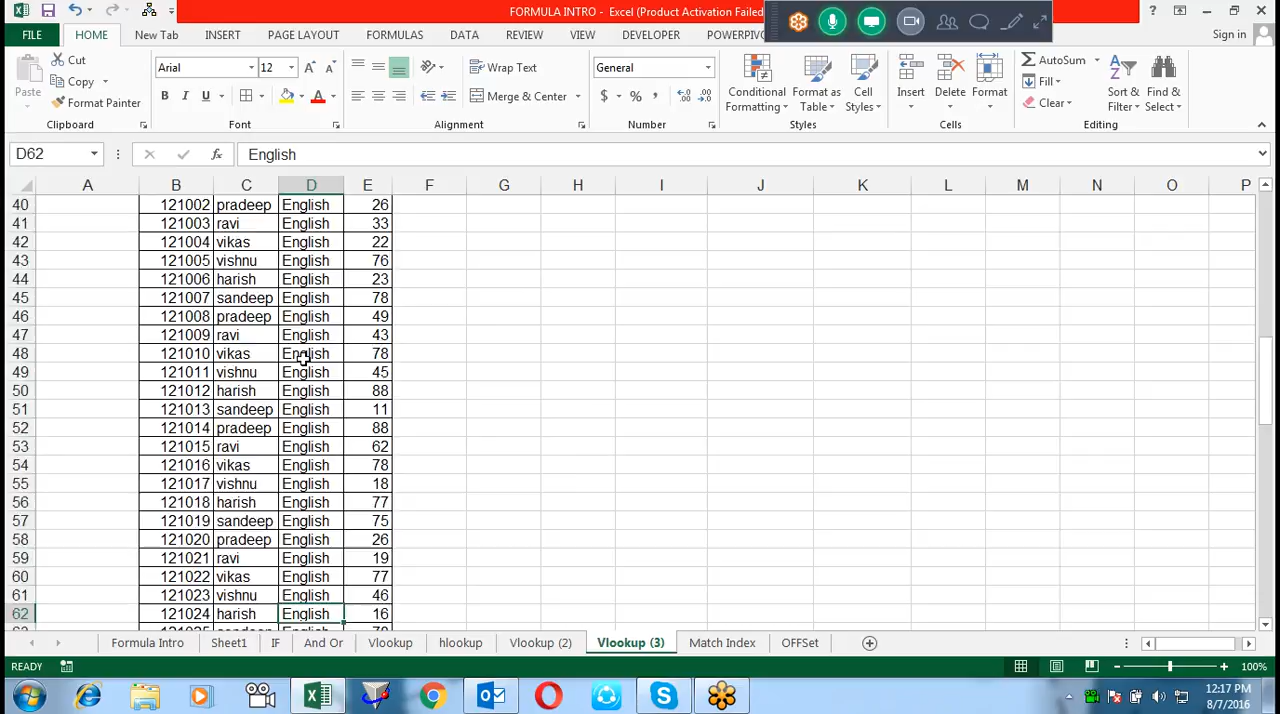 FORMULA INTRO - Excel (Product Activation Failed
?
FILE HOME New Tab INSERT PAGE LAYOUT FORMULAS DATA REVIEW VIEW DEVELOPER POWERPIV Sign in
Paste Cut Copy Format Painter Clipboard
Arial 12 B I U A Font
Wrap Text Merge & Center Alignment
General $ % , Number
Conditional Formatting Format as Table Cell Styles Styles
Insert Delete Format Cells
AutoSum Fill Clear Sort & Filter Find & Select Editing
D62 fx English
A B C D E F G H I J K L M N O P
40 121002 pradeep English 26
41 121003 ravi English 33
42 121004 vikas English 22
43 121005 vishnu English 76
44 121006 harish English 23
45 121007 sandeep English 78
46 121008 pradeep English 49
47 121009 ravi English 43
48 121010 vikas English 78
49 121011 vishnu English 45
50 121012 harish English 88
51 121013 sandeep English 11
52 121014 pradeep English 88
53 121015 ravi English 62
54 121016 vikas English 78
55 121017 vishnu English 18
56 121018 harish English 77
57 121019 sandeep English 75
58 121020 pradeep English 26
59 121021 ravi English 19
60 121022 vikas English 77
61 121023 vishnu English 46
62 121024 harish English 16
Formula Intro Sheet1 IF And Or Vlookup hlookup Vlookup (2) Vlookup (3) Match Index OFFSet
READY 100%
12:17 PM
8/7/2016